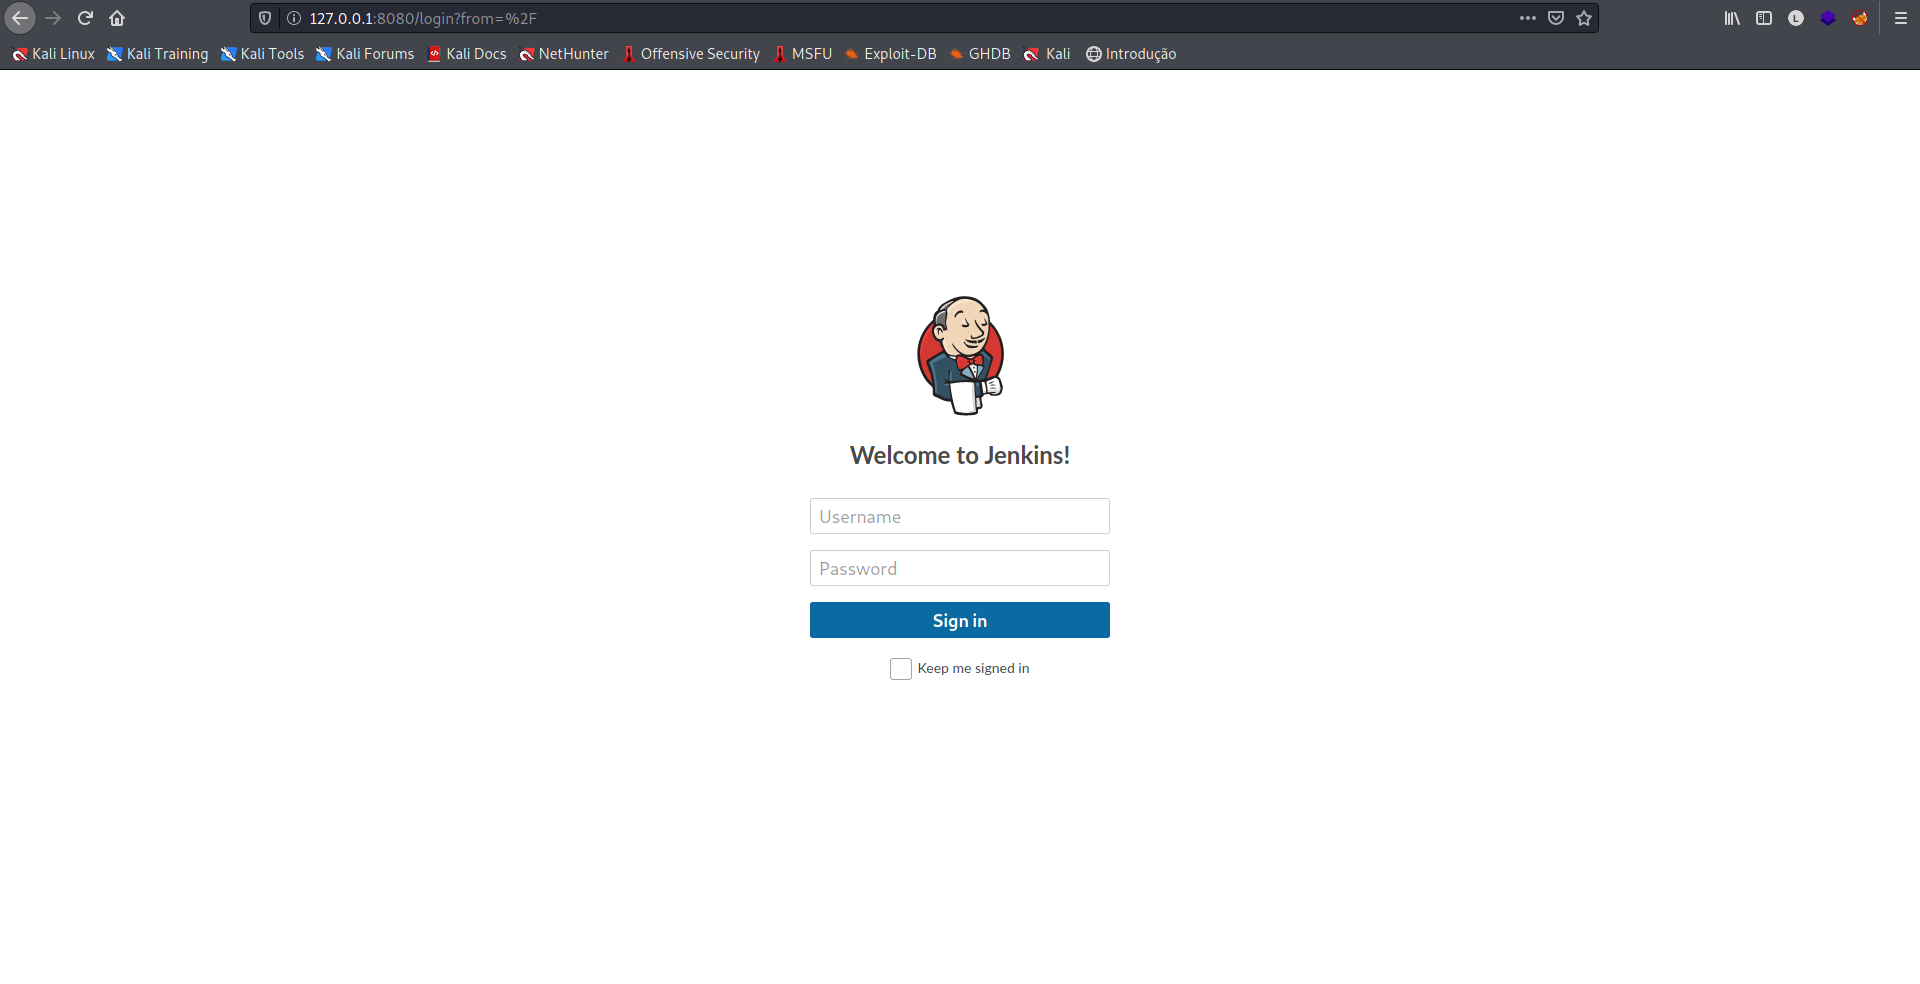 127.0.0.1:8080/login?from=%2F
Kali Linux Kali Training Kali Tools Kali Forums Kali Docs NetHunter Offensive Security MSFU Exploit-DB GHDB Kali Introdução
Welcome to Jenkins!
Username
Password
Sign in
Keep me signed in